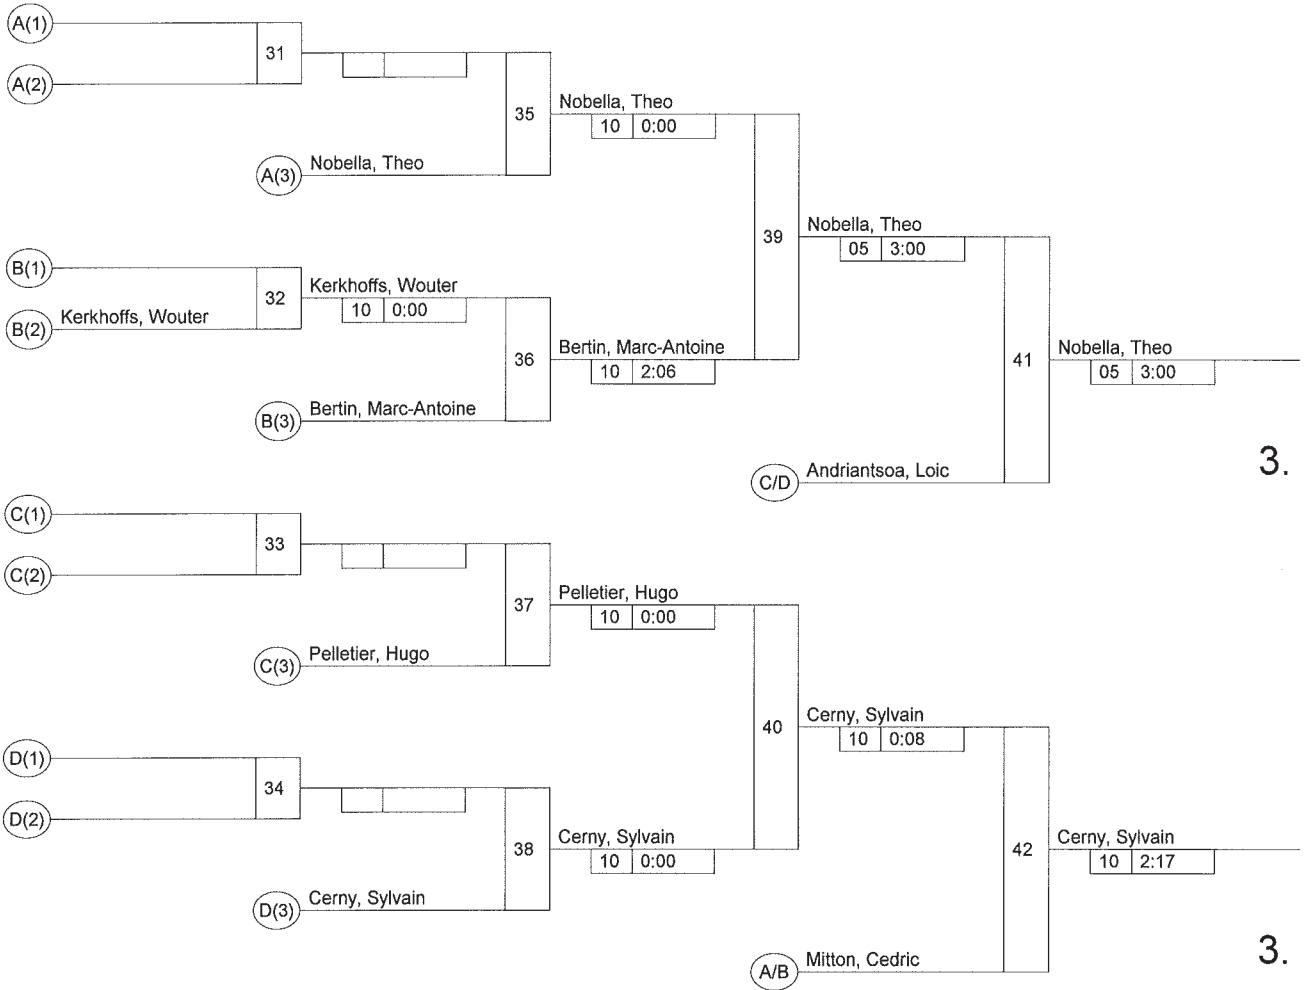 A(1)
31
A(2)
35
Nobella, Theo
10 0:00
A(3) Nobella, Theo
39
Nobella, Theo
05 3:00
B(1)
32
Kerkhoffs, Wouter
10 0:00
B(2) Kerkhoffs, Wouter
36
Bertin, Marc-Antoine
10 2:06
B(3) Bertin, Marc-Antoine
41
Nobella, Theo
05 3:00
3.
C/D Andriantsoa, Loic
C(1)
33
C(2)
37
Pelletier, Hugo
10 0:00
C(3) Pelletier, Hugo
40
Cerny, Sylvain
10 0:08
D(1)
34
D(2)
38
Cerny, Sylvain
10 0:00
D(3) Cerny, Sylvain
42
Cerny, Sylvain
10 2:17
3.
A/B Mitton, Cedric